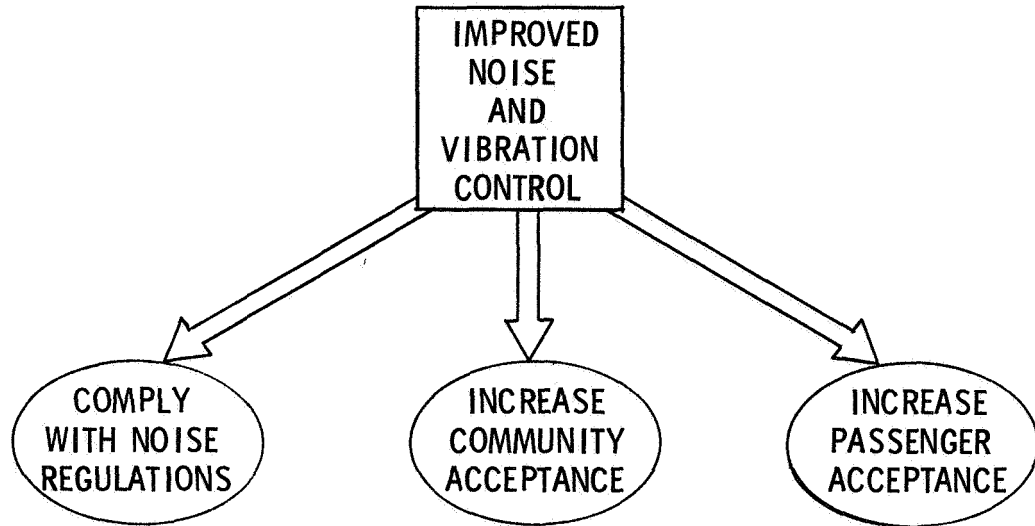 IMPROVED
NOISE
AND
VIBRATION
CONTROL
COMPLY
WITH NOISE
REGULATIONS
INCREASE
COMMUNITY
ACCEPTANCE
INCREASE
PASSENGER
ACCEPTANCE